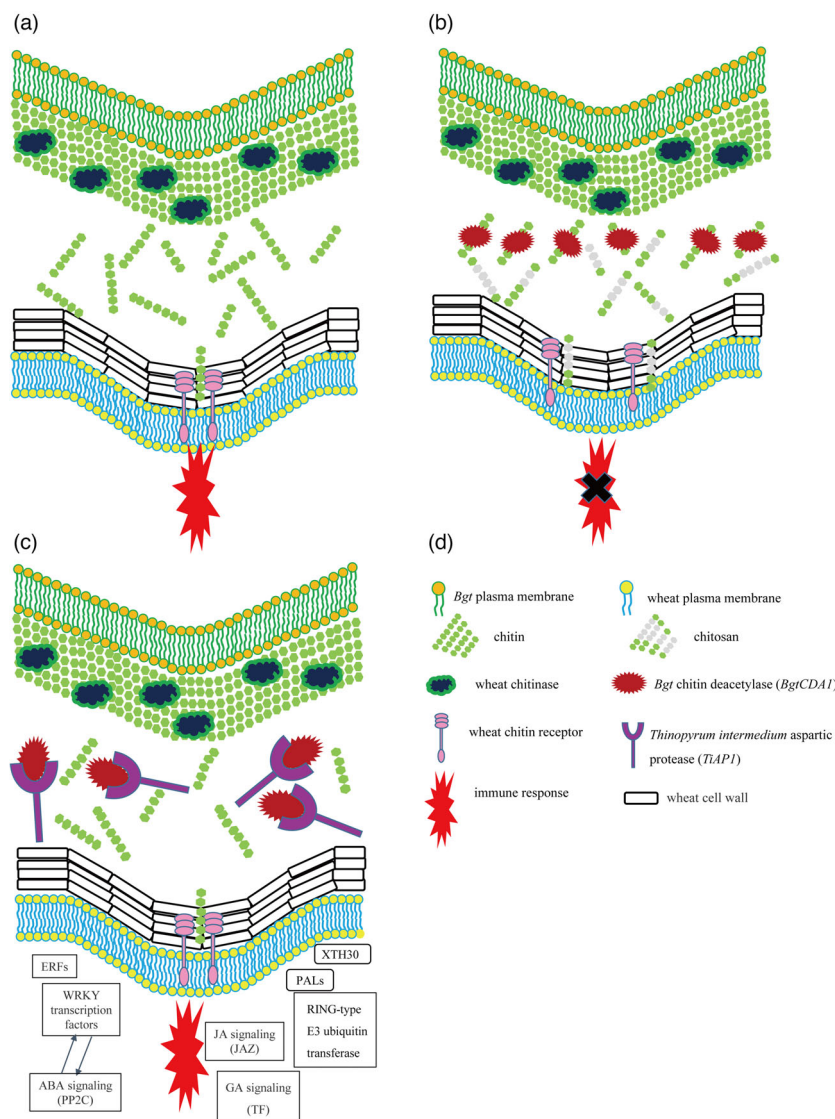 (a)
(b)
(c)
ERFs
WRKY
transcription
factors
ABA signaling
(PP2C)
JA signaling
(JAZ)
GA signaling
(TF)
XTH30
PALs
RING-type
E3 ubiquitin
transferase
(d)
Bgt plasma membrane
wheat plasma membrane
chitin
chitosan
wheat chitinase
Bgt chitin deacetylase (BgtCDA1)
wheat chitin receptor
Thinopyrum intermedium aspartic
protease (TiAP1)
immune response
wheat cell wall